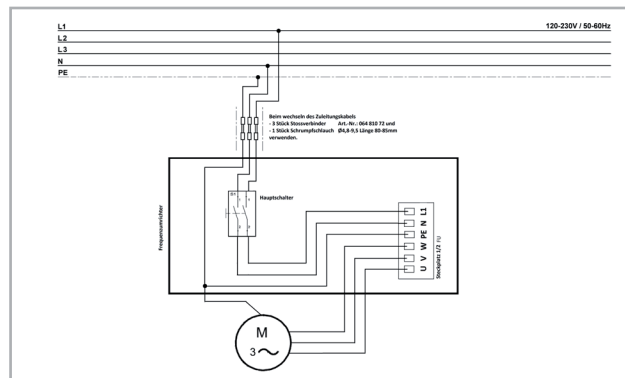 L1
120-230V / 50-60Hz
L2
L3
N
PE
Beim wechseln des Zuleitungskabels
- 3 Stück Stossverbinder Art.-Nr.: 064 810 72 und
- 1 Stück Schrumpfschlauch Ø4,8-9,5 Länge 80-85mm
verwenden.
Frequenzumrichter
Hauptschalter
L1
N
PE
W
V
U
Steckplatz 1/2 FU
M
3~